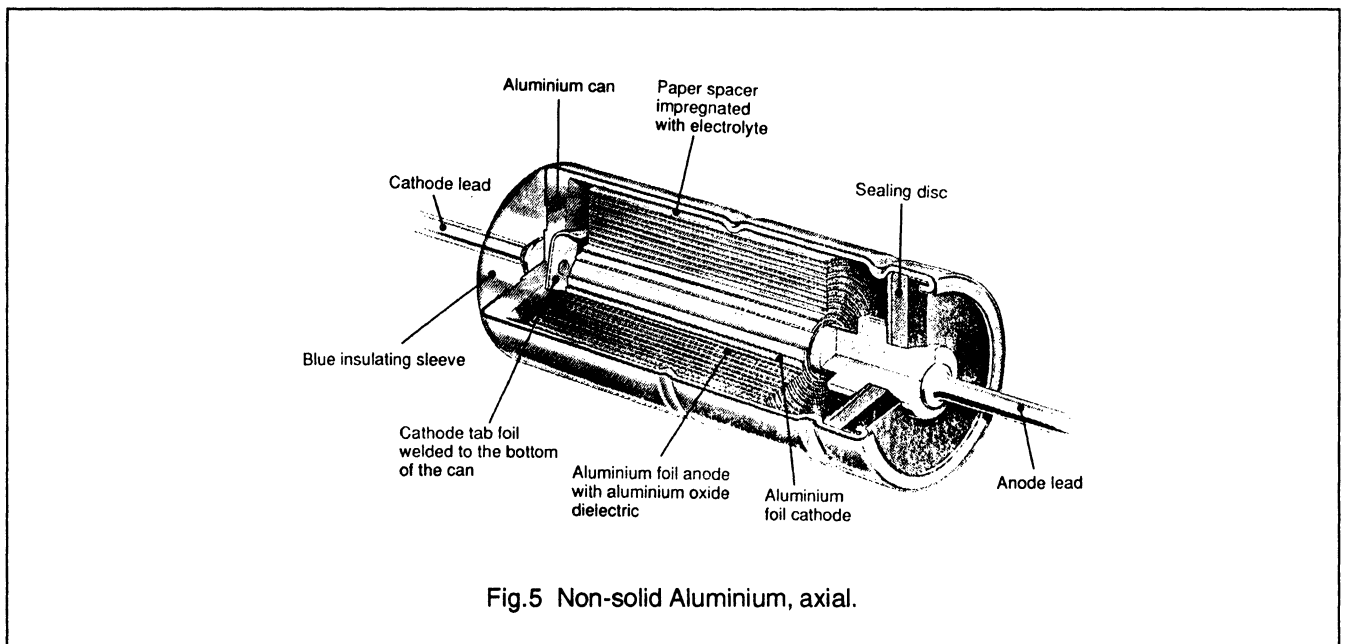 Aluminium can
Paper spacer
impregnated
with electrolyte
Cathode lead
Sealing disc
Blue insulating sleeve
Cathode tab foil
welded to the bottom
of the can
Aluminium foil anode
with aluminium oxide
dielectric
Aluminium
foil cathode
Anode lead
Fig.5 Non-solid Aluminium, axial.